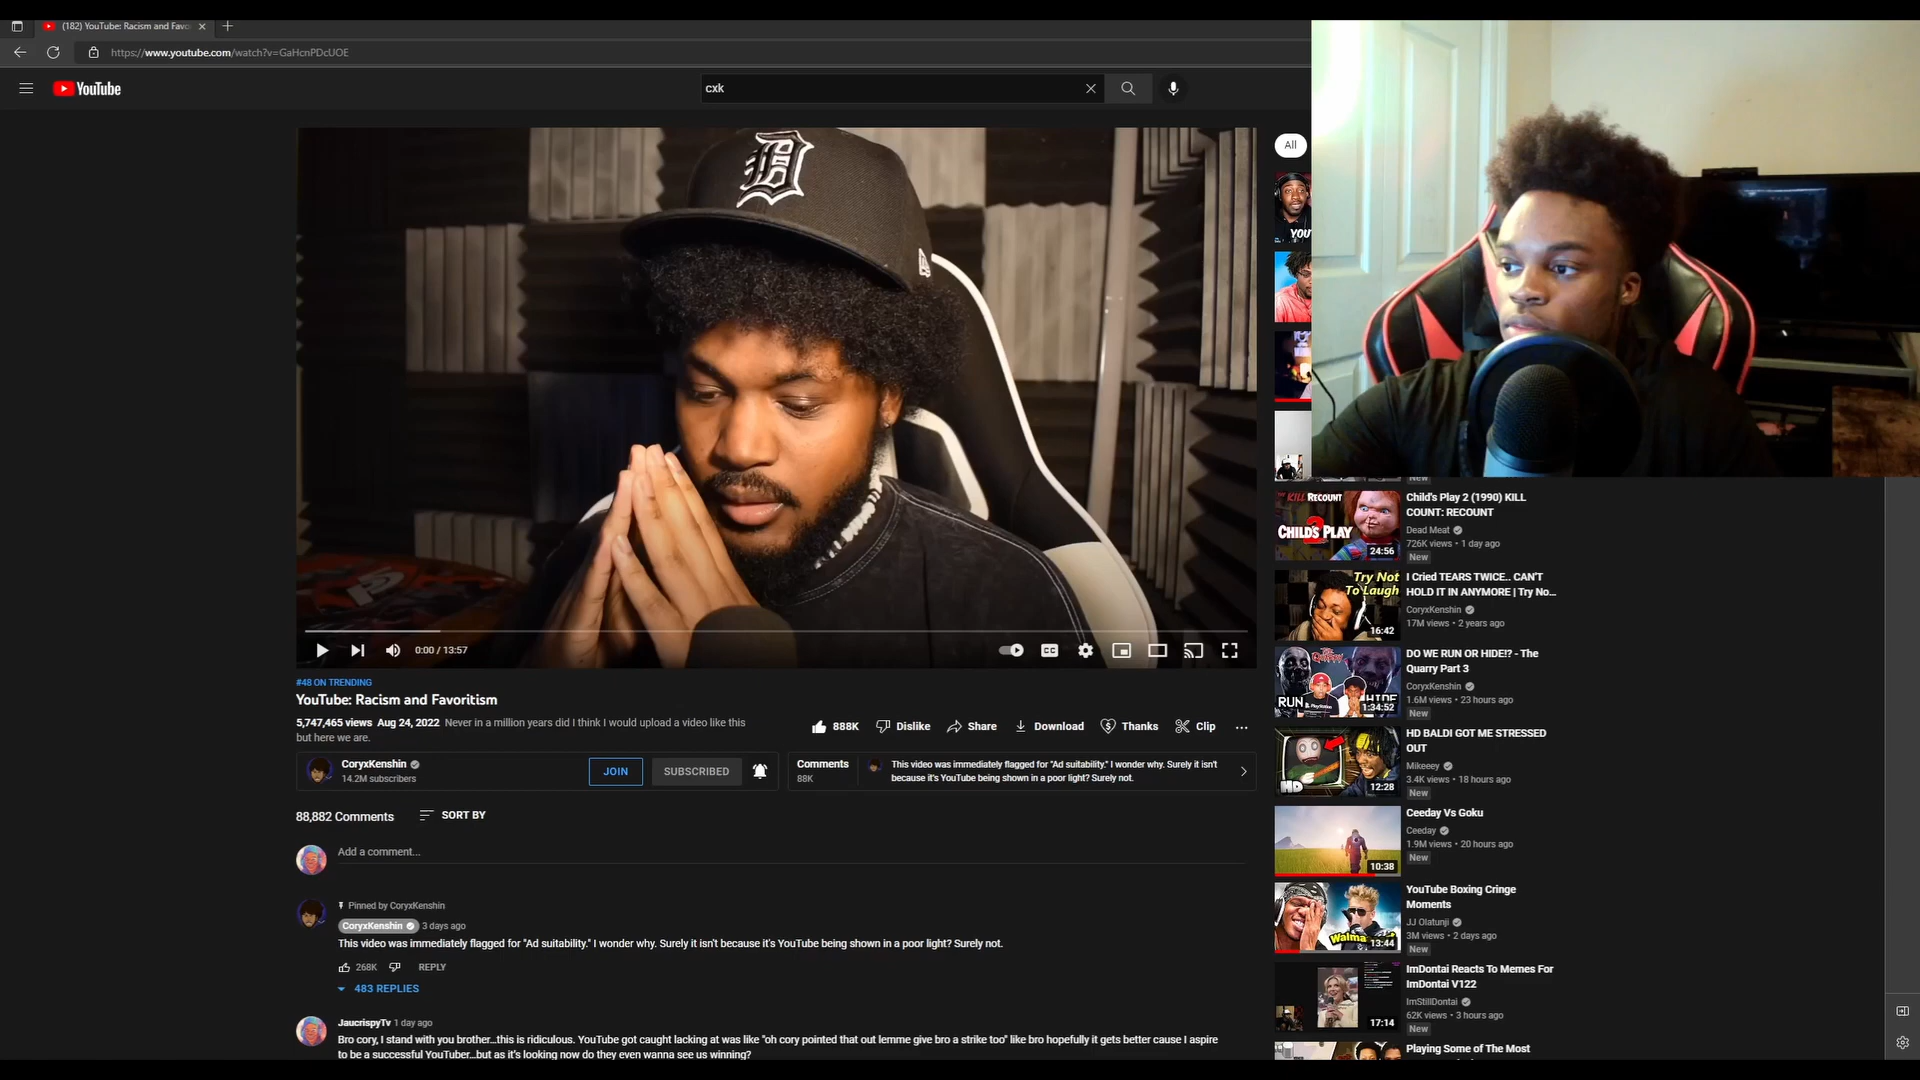 (182) YouTube: Racism and Favo
https://www.youtube.com/watch?v=GaHcnPDcUOE
YouTube
cxk
All
YOU
D
0:00 / 13:57
CC
#48 ON TRENDING
YouTube: Racism and Favoritism
5,747,465 views Aug 24, 2022 Never in a million years did I think I would upload a video like this
but here we are.
888K
Dislike
Share
Download
Thanks
Clip
CoryxKenshin
14.2M subscribers
JOIN
SUBSCRIBED
Comments
88K
This video was immediately flagged for "Ad suitability." I wonder why. Surely it isn't
because it's YouTube being shown in a poor light? Surely not.
88,882 Comments
SORT BY
Add a comment...
Pinned by CoryxKenshin
CoryxKenshin 3 days ago
This video was immediately flagged for "Ad suitability." I wonder why. Surely it isn't because it's YouTube being shown in a poor light? Surely not.
268K
REPLY
483 REPLIES
JaucrispyTv 1 day ago
Bro cory, I stand with you brother...this is ridiculous. YouTube got caught lacking at was like "oh cory pointed that out lemme give bro a strike too" like bro hopefully it gets better cause I aspire
to be a successful YouTuber...but as it's looking now do they even wanna see us winning?
New
KILL RECOUNT
CHILD'S PLAY 2
24:56
Child's Play 2 (1990) KILL
COUNT: RECOUNT
Dead Meat
726K views • 1 day ago
New
Try Not
To Laugh
16:42
I Cried TEARS TWICE.. CAN'T
HOLD IT IN ANYMORE | Try No...
CoryxKenshin
17M views • 2 years ago
RUN
HIDE
1:34:52
DO WE RUN OR HIDE!? - The
Quarry Part 3
CoryxKenshin
1.6M views • 23 hours ago
New
HD
12:28
HD BALDI GOT ME STRESSED
OUT
Mikeeey
3.4K views • 18 hours ago
New
10:38
Ceeday Vs Goku
Ceeday
1.9M views • 20 hours ago
New
13:44
YouTube Boxing Cringe
Moments
JJ Olatunji
3M views • 2 days ago
New
17:14
ImDontai Reacts To Memes For
ImDontai V122
ImStillDontai
62K views • 3 hours ago
New
Playing Some of The Most